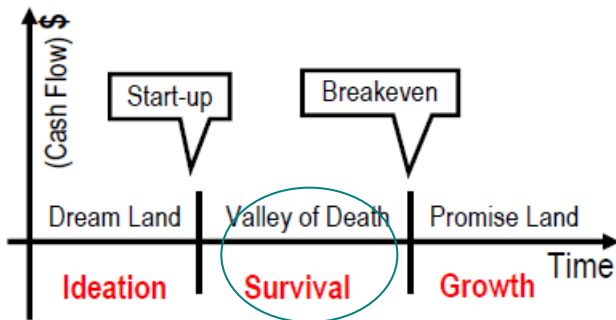 (Cash Flow) $
Start-up
Breakeven
Dream Land
Valley of Death
Promise Land
Time
Ideation
Survival
Growth